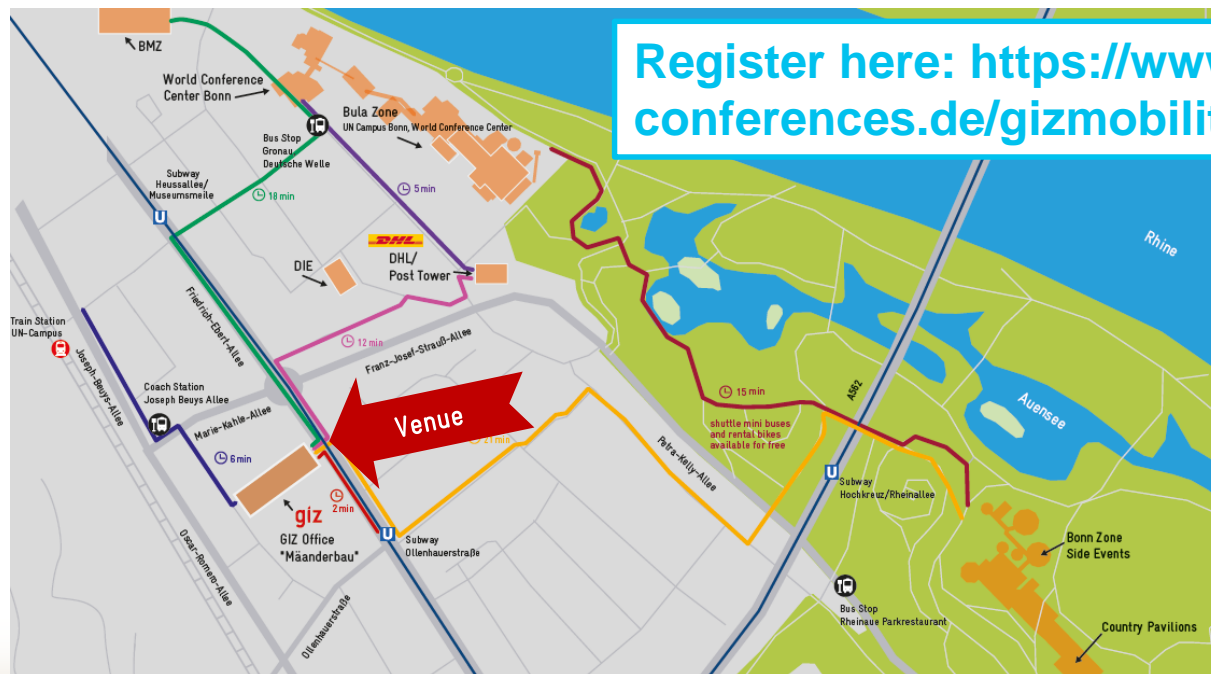 Register here: https://www
conferences.de/gizmobilit
BMZ
World Conference
Center Bonn
Bula Zone
UN Campus Bonn, World Conference Center
Bus Stop
Gronau
Deutsche Welle
Subway
Heussallee/
Museumsmeile
U
18 min
5 min
Rhine
DHL
DHL/
Post Tower
DIE
Friedrich-Ebert-Allee
Train Station
UN-Campus
Joseph-Beuys-Allee
12 min
Franz-Josef-Strauß-Allee
Coach Station
Joseph Beuys Allee
Marie-Kahle-Allee
Venue
15 min
shuttle mini buses
and rental bikes
available for free
A562
Auensee
21 min
6 min
Petra-Kelly-Allee
U
Subway
Hochkreuz/Rheinallee
2 min
giz
GIZ Office
"Mäanderbau"
U
Subway
Ollenhauerstraße
Oscar-Romero-Allee
Ollenhauerstraße
Bonn Zone
Side Events
Bus Stop
Rheinaue Parkrestaurant
Country Pavilions